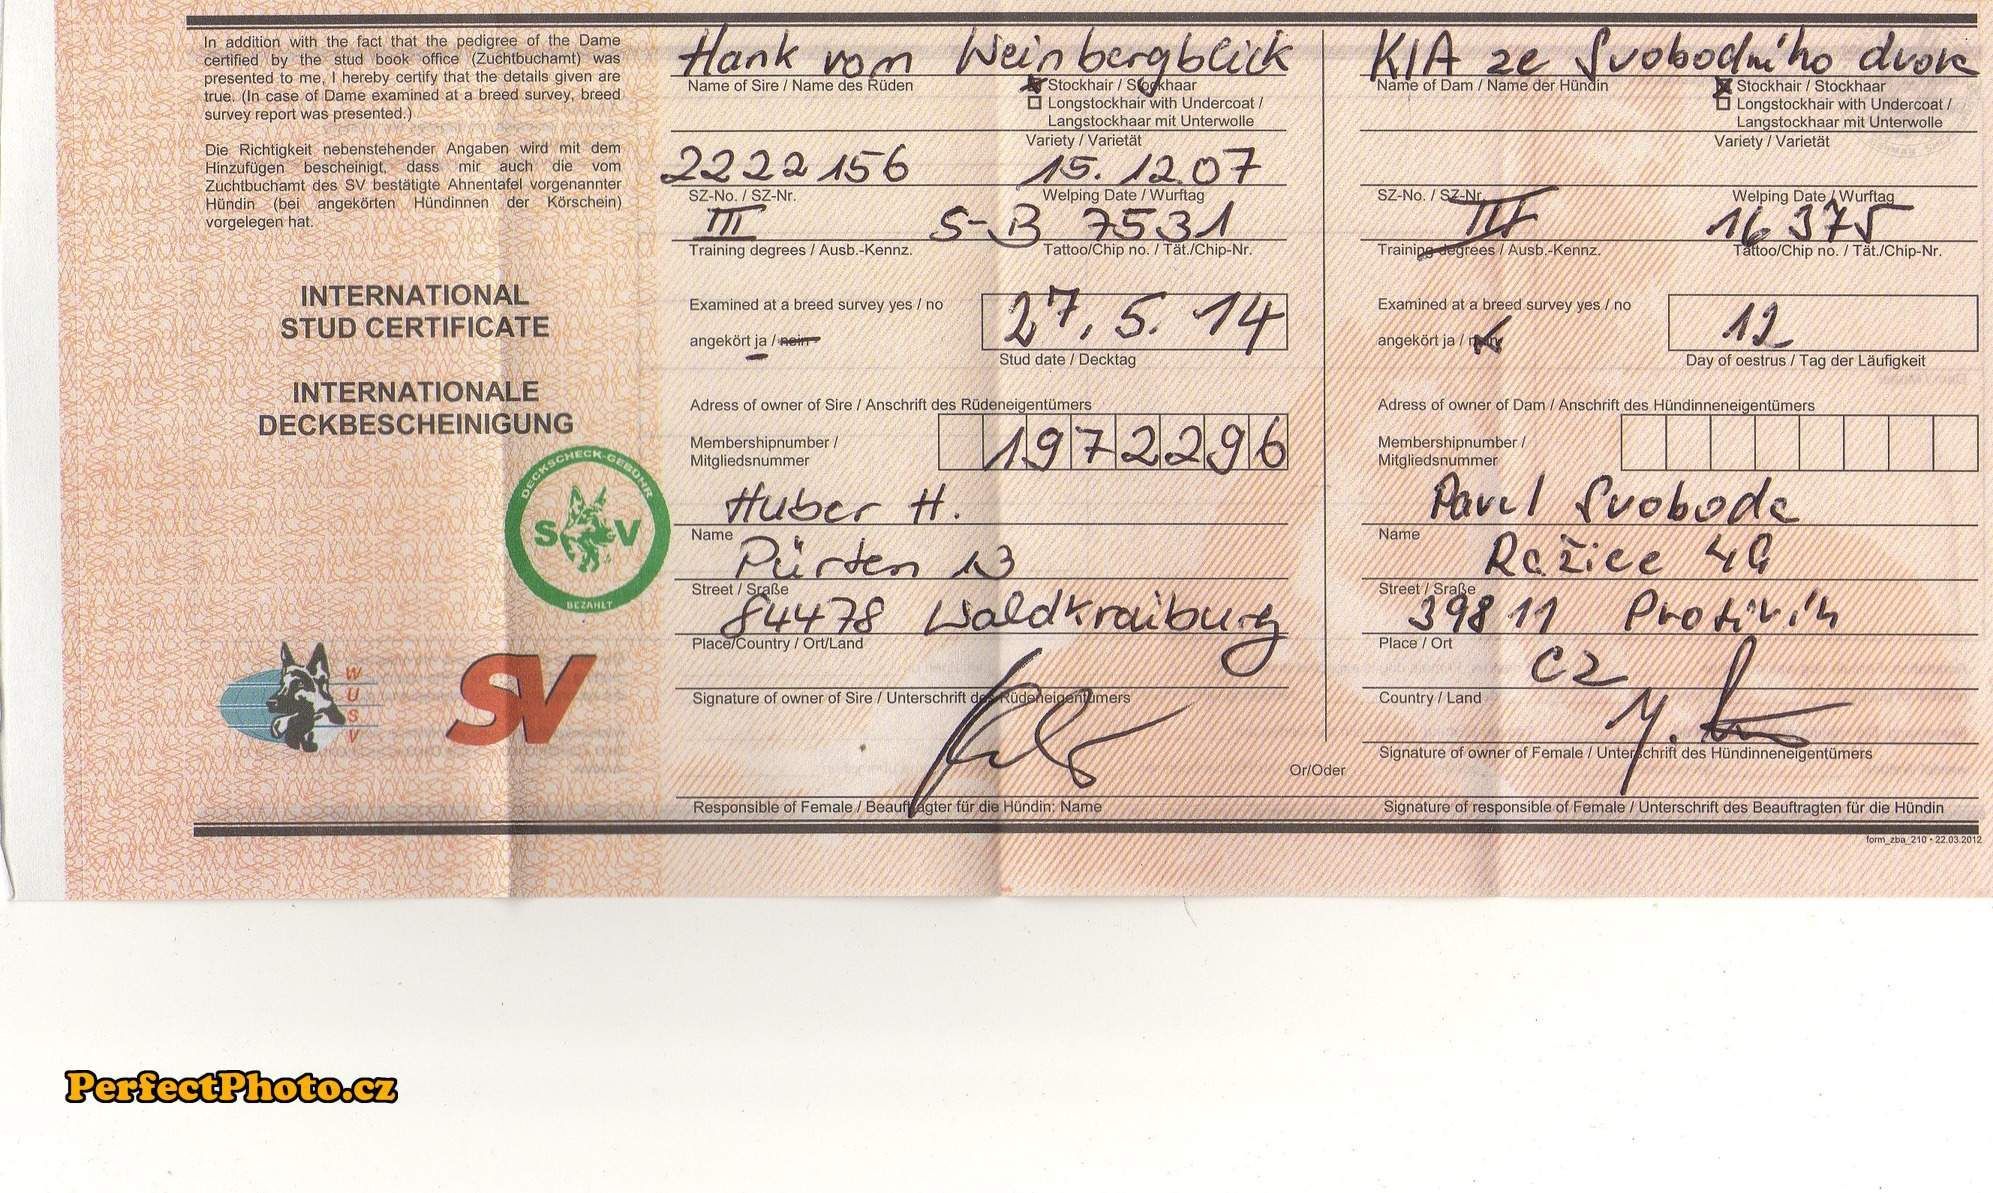 In addition with the fact that the pedigree of the Dame
certified by the stud book office (Zuchtbuchamt) was
presented to me, I hereby certify that the details given are
true. (In case of Dame examined at a breed survey, breed
survey report was presented.)
Die Richtigkeit nebenstehender Angaben wird mit dem
Hinzufügen bescheinigt, dass mir auch die vom
Zuchtbuchamt des SV bestätigte Ahnentafel vorgenannter
Hündin (bei angekörten Hündinnen der Körschein)
vorgelegen hat.
INTERNATIONAL
STUD CERTIFICATE
INTERNATIONALE
DECKBESCHEINIGUNG
DECKSCHECK-GEBÜHR
SV
BEZAHLT
WUSV
SV
Hank vom Weinbergblick
Name of Sire / Name des Rüden
Stockhair / Stockhaar
Longstockhair with Undercoat /
Langstockhaar mit Unterwolle
Variety / Varietät
2222156 15.12.07
SZ-No. / SZ-Nr. Welping Date / Wurftag
III S-B 7531
Training degrees / Ausb.-Kennz. Tattoo/Chip no. / Tät./Chip-Nr.
Examined at a breed survey yes / no
angekört ja / nein
27. 5. 14
Stud date / Decktag
Adress of owner of Sire / Anschrift des Rüdeneigentümers
Membershipnumber /
Mitgliedsnummer
1972296
Huber H.
Name
Pürten 13
Street / Sraße
84478 Waldkraiburg
Place/Country / Ort/Land
Signature of owner of Sire / Unterschrift des Rüdeneigentümers
Or/Oder
Responsible of Female / Beauftragter für die Hündin: Name
KIA ze Svobodního dvora
Name of Dam / Name der Hündin
Stockhair / Stockhaar
Longstockhair with Undercoat /
Langstockhaar mit Unterwolle
Variety / Varietät
SZ-No. / SZ-Nr. Welping Date / Wurftag
III 16375
Training degrees / Ausb.-Kennz. Tattoo/Chip no. / Tät./Chip-Nr.
Examined at a breed survey yes / no
angekört ja / nein
12
Day of oestrus / Tag der Läufigkeit
Adress of owner of Dam / Anschrift des Hündinneneigentümers
Membershipnumber /
Mitgliedsnummer
Pavel Svoboda
Name
Ražice 49
Street / Sraße
39811 Protivín
Place / Ort
CZ
Country / Land
Signature of owner of Female / Unterschrift des Hündinneneigentümers
Signature of responsible of Female / Unterschrift des Beauftragten für die Hündin
form_zba_210 • 22.03.2012
PerfectPhoto.cz